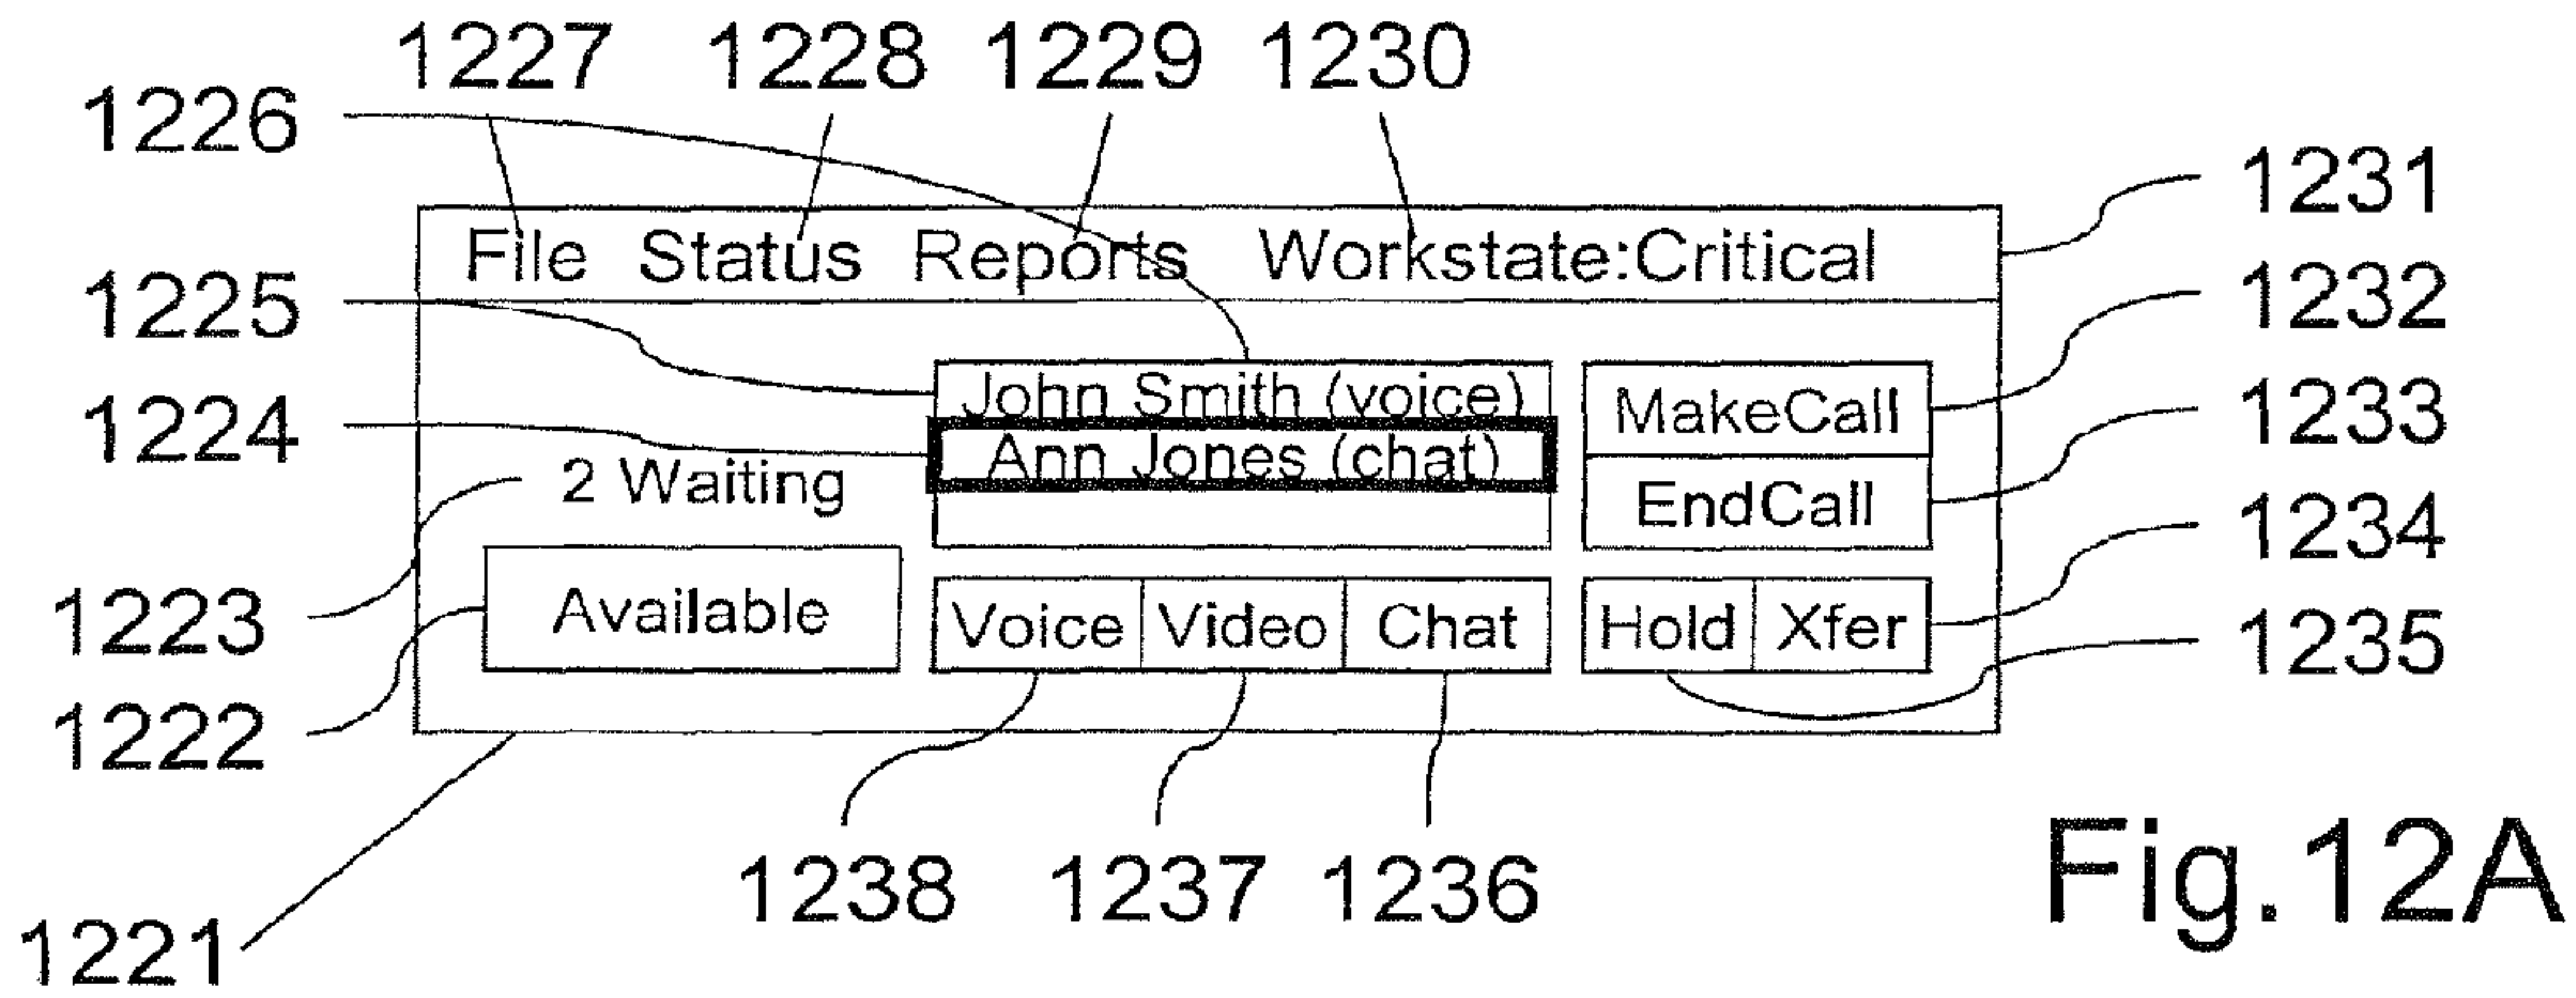 1227 1228 1229 1230
1226
1231
File Status Reports Workstate:Critical
1225
1232
John Smith (voice)
MakeCall
1224
1233
Ann Jones (chat)
2 Waiting
EndCall
1234
1223
Available
Voice Video Chat
Hold Xfer
1235
1222
1238 1237 1236
Fig.12A
1221